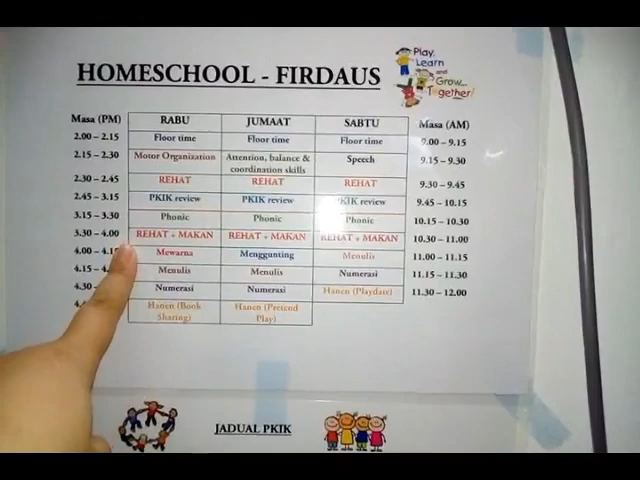 Play,
Learn
and
Grow...
Together!
HOMESCHOOL - FIRDAUS
Masa (PM) RABU JUMAAT SABTU Masa (AM)
2.00 – 2.15 Floor time Floor time Floor time 9.00 – 9.15
2.15 – 2.30 Motor Organization Attention, balance & coordination skills Speech 9.15 – 9.30
2.30 – 2.45 REHAT REHAT REHAT 9.30 – 9.45
2.45 – 3.15 PKIK review PKIK review PKIK review 9.45 – 10.15
3.15 – 3.30 Phonic Phonic Phonic 10.15 – 10.30
3.30 – 4.00 REHAT + MAKAN REHAT + MAKAN REHAT + MAKAN 10.30 – 11.00
4.00 – Mewarna Menggunting Menulis 11.00 – 11.15
4.15 – Menulis Menulis Numerasi 11.15 – 11.30
4.30 Numerasi Numerasi Hanen (Playdate) 11.30 – 12.00
Hanen (Book Sharing) Hanen (Pretend Play)
JADUAL PKIK